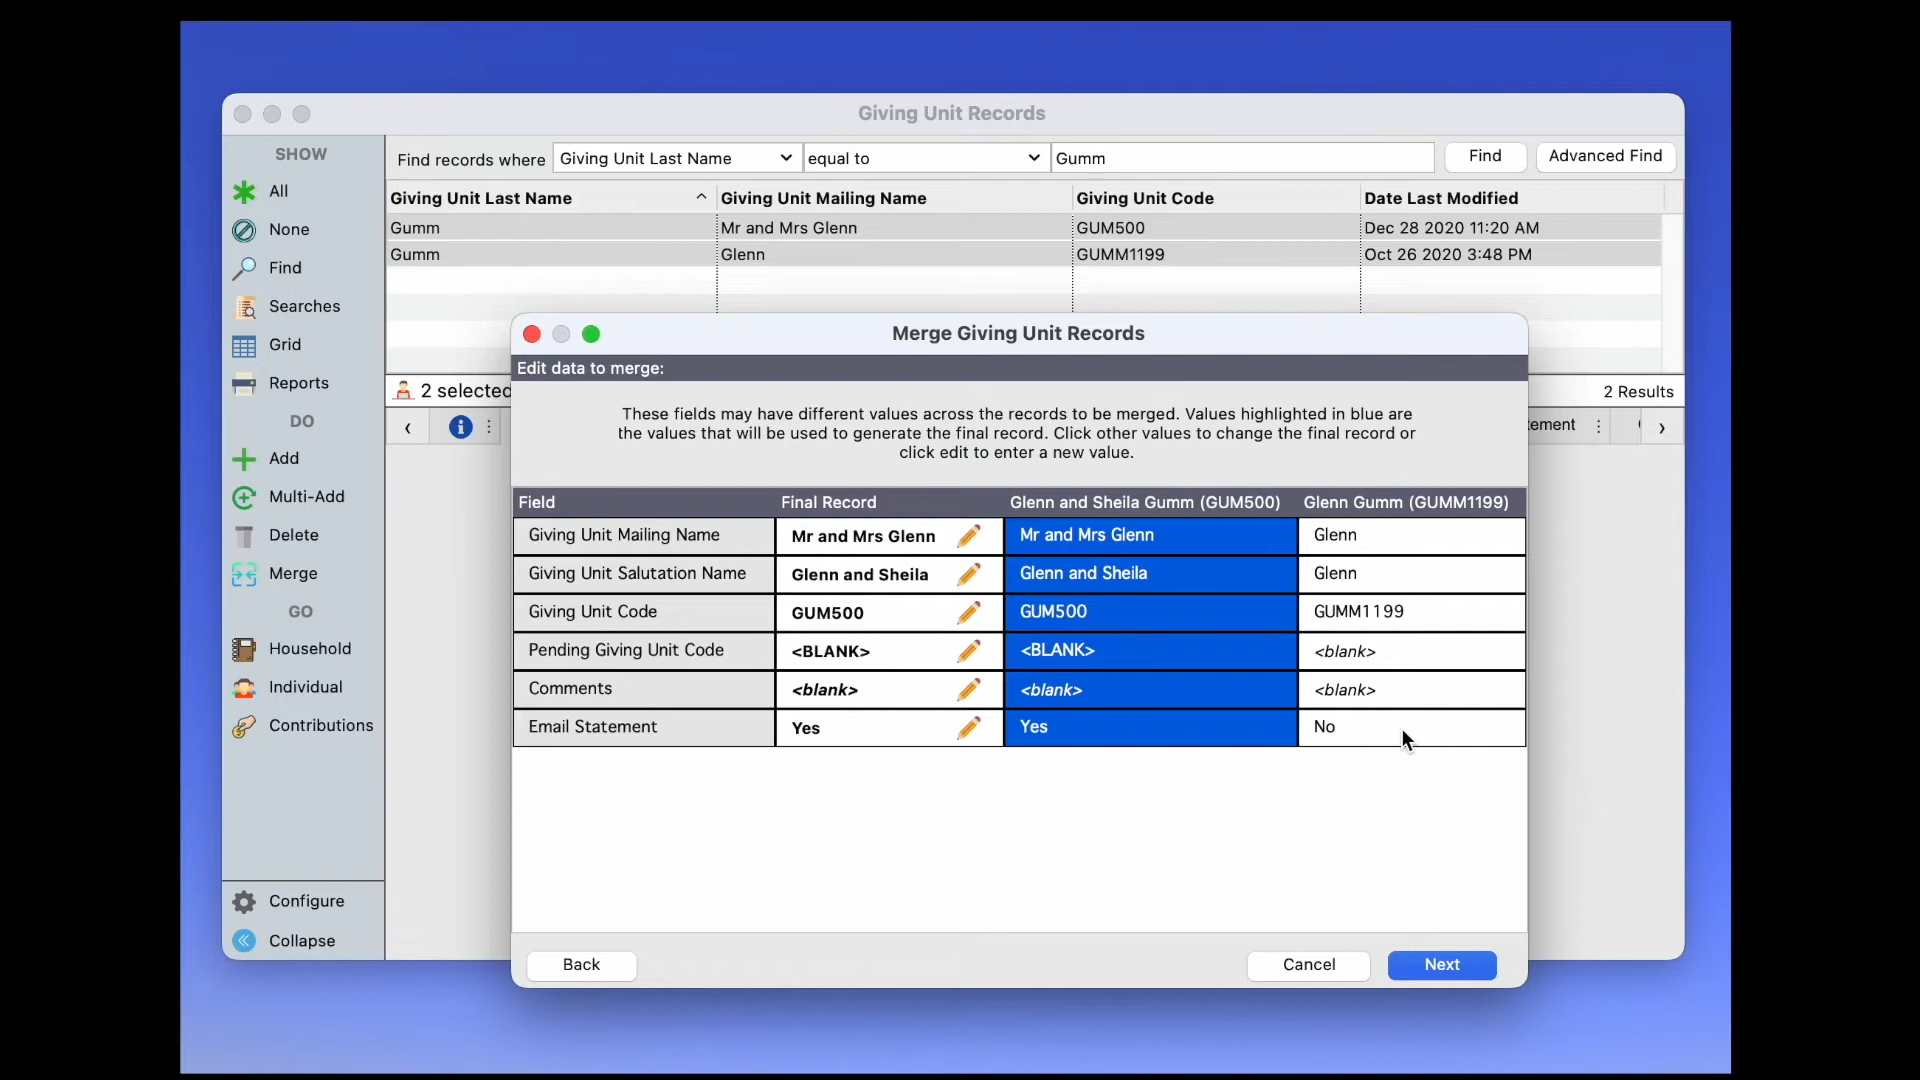 Giving Unit Records
SHOW
All
None
Find
Searches
Grid
Reports
DO
Add
Multi-Add
Delete
Merge
GO
Household
Individual
Contributions
Configure
Collapse
Find records where Giving Unit Last Name equal to Gumm Find Advanced Find
Giving Unit Last Name Giving Unit Mailing Name Giving Unit Code Date Last Modified
Gumm Mr and Mrs Glenn GUM500 Dec 28 2020 11:20 AM
Gumm Glenn GUMM1199 Oct 26 2020 3:48 PM
2 selected 2 Results
tement
Merge Giving Unit Records
Edit data to merge:
These fields may have different values across the records to be merged. Values highlighted in blue are
the values that will be used to generate the final record. Click other values to change the final record or
click edit to enter a new value.
Field Final Record Glenn and Sheila Gumm (GUM500) Glenn Gumm (GUMM1199)
Giving Unit Mailing Name Mr and Mrs Glenn Mr and Mrs Glenn Glenn
Giving Unit Salutation Name Glenn and Sheila Glenn and Sheila Glenn
Giving Unit Code GUM500 GUM500 GUMM1199
Pending Giving Unit Code <BLANK> <BLANK> <blank>
Comments <blank> <blank> <blank>
Email Statement Yes Yes No
Back Cancel Next